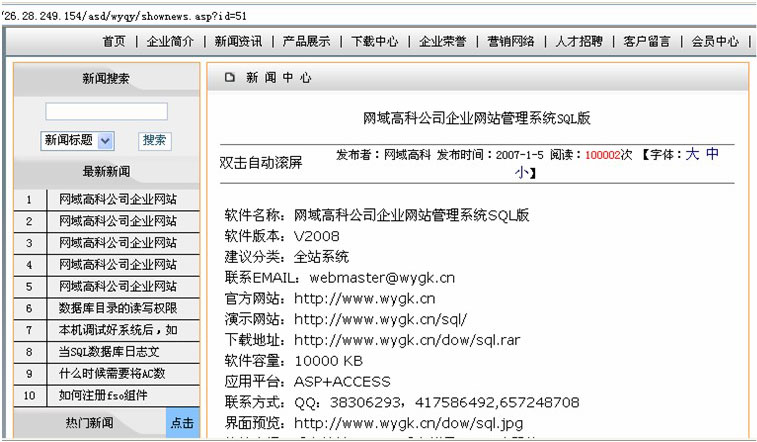 '26.28.249.154/asd/wyqy/shownews.asp?id=51
首页 | 企业简介 | 新闻资讯 | 产品展示 | 下载中心 | 企业荣誉 | 营销网络 | 人才招聘 | 客户留言 | 会员中心 |
新闻搜索
新闻标题 搜索
最新新闻
1 网域高科公司企业网站
2 网域高科公司企业网站
3 网域高科公司企业网站
4 网域高科公司企业网站
5 网域高科公司企业网站
6 数据库目录的读写权限
7 本机调试好系统后，如
8 当SQL数据库日志文
9 什么时候需要将AC数
10 如何注册fso组件
热门新闻 点击
新闻中心
网域高科公司企业网站管理系统SQL版
双击自动滚屏
发布者：网域高科 发布时间：2007-1-5 阅读：100002次 【字体：大 中
小】
软件名称：网域高科公司企业网站管理系统SQL版
软件版本：V2008
建议分类：全站系统
联系EMAIL：webmaster@wygk.cn
官方网站：http://www.wygk.cn
演示网站：http://www.wygk.cn/sql/
下载地址：http://www.wygk.cn/dow/sql.rar
软件容量：10000 KB
应用平台：ASP+ACCESS
联系方式：QQ：38306293，417586492,657248708
界面预览：http://www.wygk.cn/dow/sql.jpg